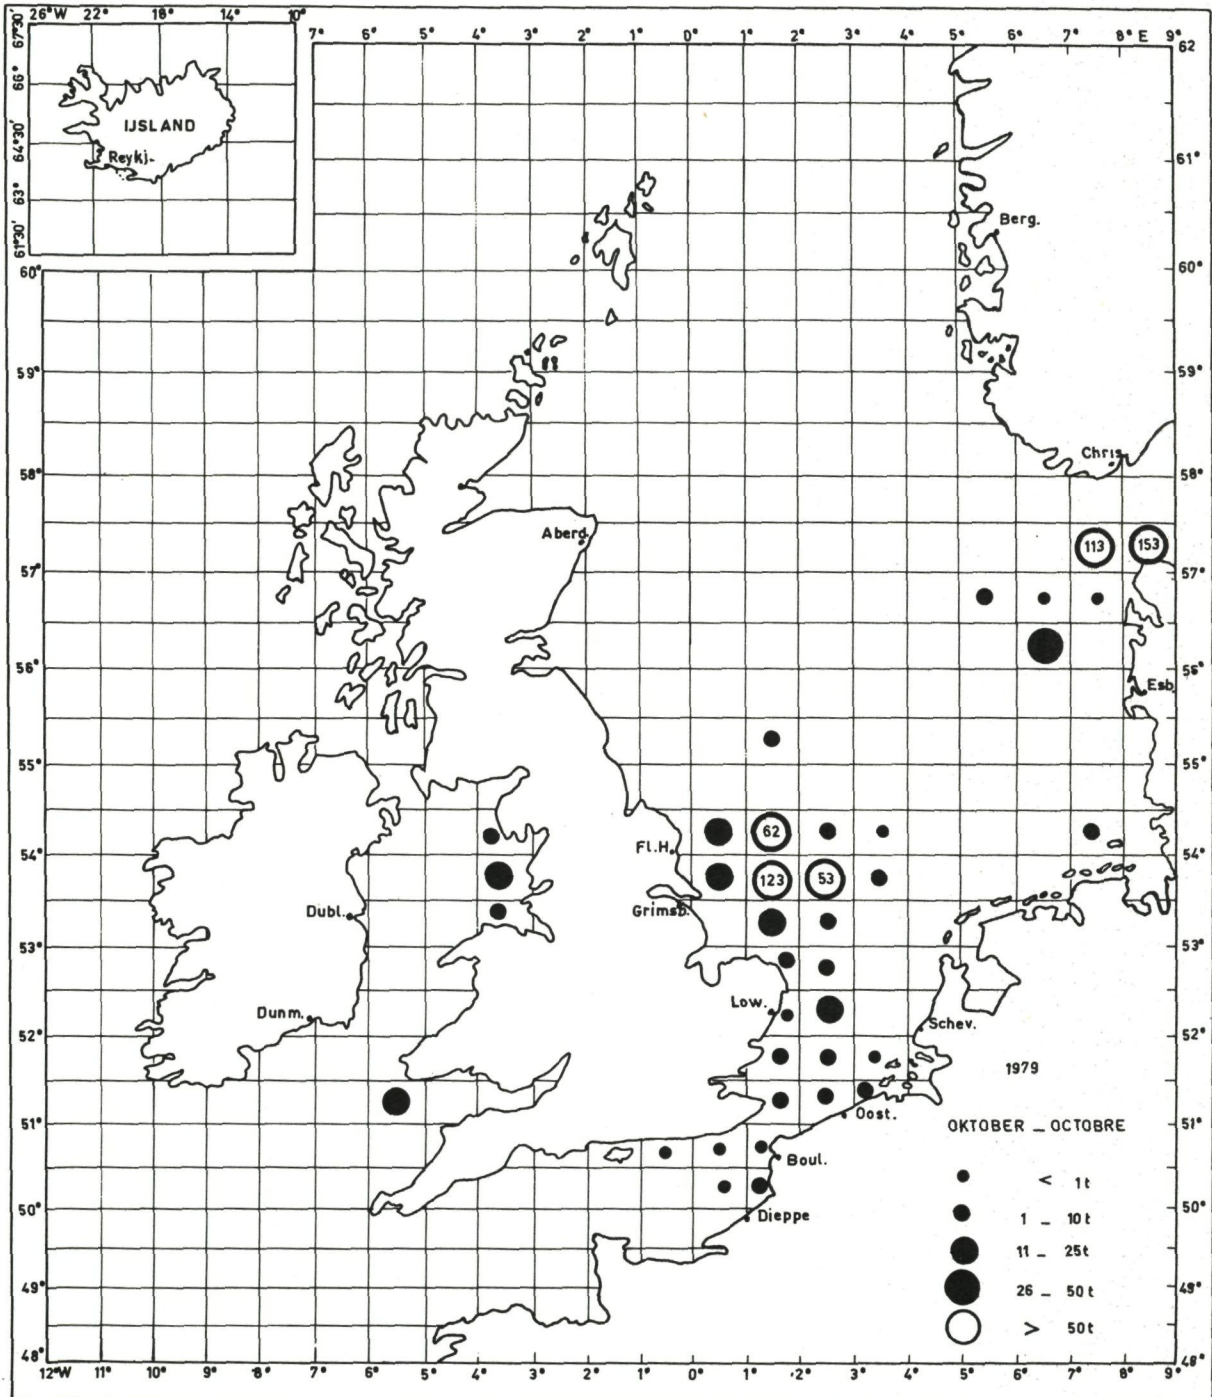 26°W 22° 18° 14° 10°
67°30' 66° 64°30' 63° 61°30'
IJSLAND
Reykj.
7° 6° 5° 4° 3° 2° 1° 0° 1° 2° 3° 4° 5° 6° 7° 8° E 9°
62
61°
60° 60°
59° 59°
58° 58°
57° 57°
56° 56°
55° 55°
54° 54°
53° 53°
52° 52°
51° 51°
50° 50°
49° 49°
48° 48°
Berg.
Chris
Aberd.
113 153
Esb
62
Fl.H.
123 53
Grimsb.
Dubl.
Low.
Dunm.
Schev.
Oost.
Boul.
Dieppe
1979
OKTOBER _ OCTOBRE
< 1t
1 _ 10t
11 _ 25t
26 _ 50t
> 50t
12°W 11° 10° 9° 8° 7° 6° 5° 4° 3° 2° 1° 0° 1° 2° 3° 4° 5° 6° 7° 8° 9°